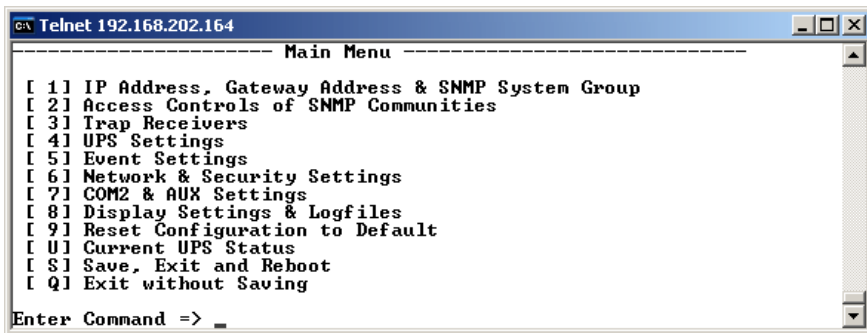 Telnet 192.168.202.164
---------------------- Main Menu ----------------------------
[ 1] IP Address, Gateway Address & SNMP System Group
[ 2] Access Controls of SNMP Communities
[ 3] Trap Receivers
[ 4] UPS Settings
[ 5] Event Settings
[ 6] Network & Security Settings
[ 7] COM2 & AUX Settings
[ 8] Display Settings & Logfiles
[ 9] Reset Configuration to Default
[ U] Current UPS Status
[ S] Save, Exit and Reboot
[ Q] Exit without Saving
Enter Command => _